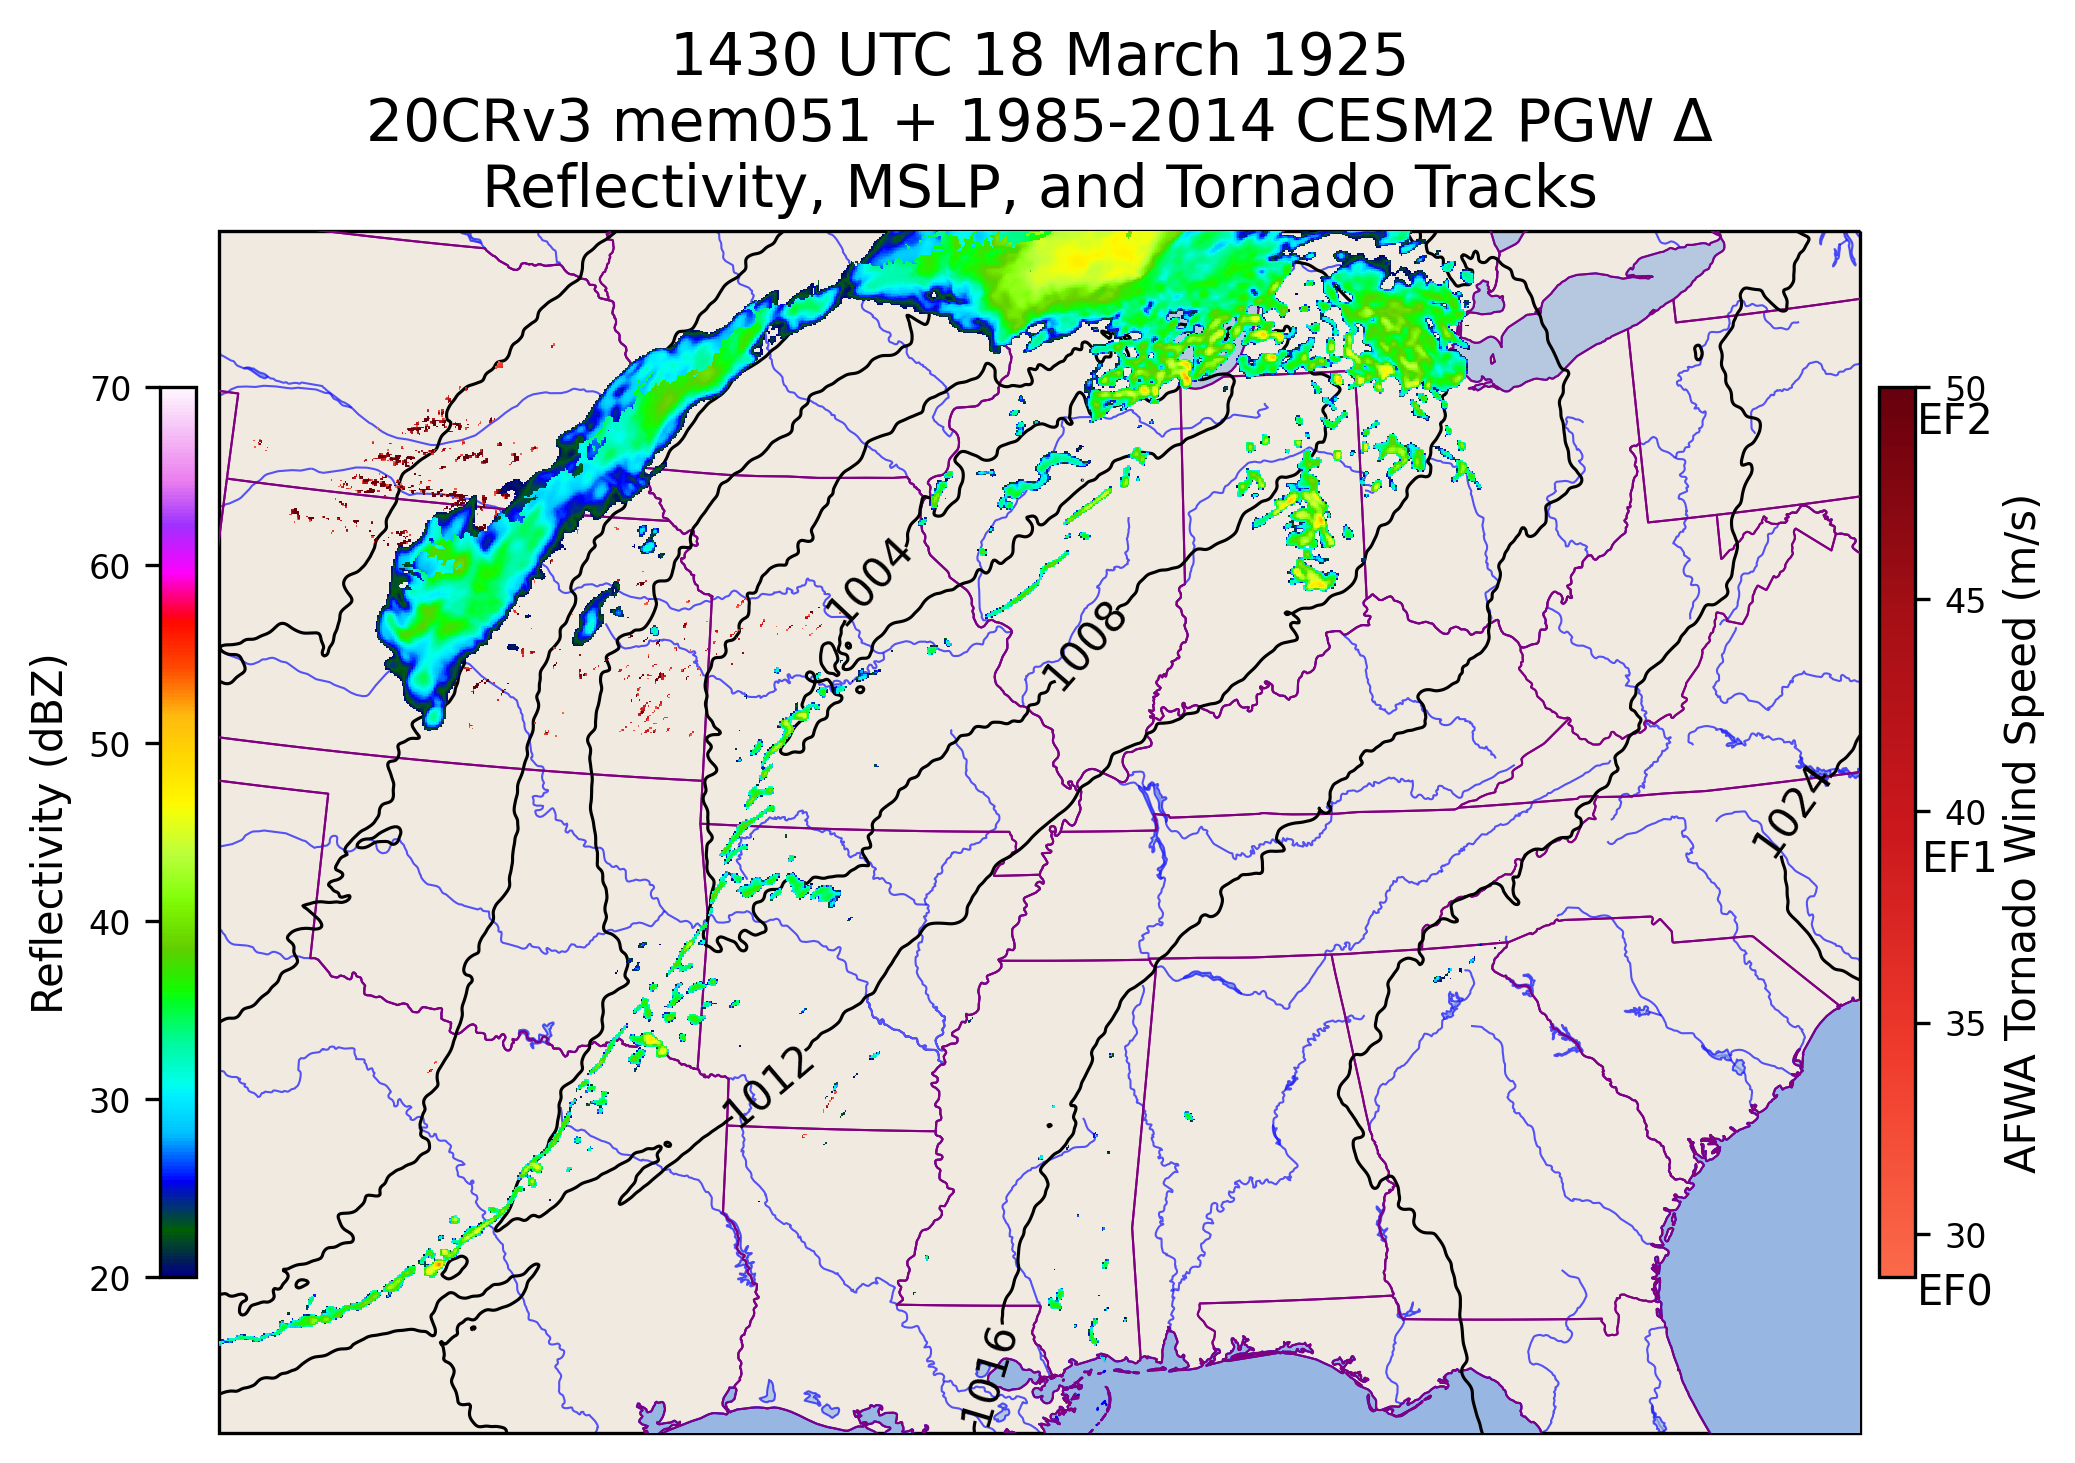 1430 UTC 18 March 1925
20CRv3 mem051 + 1985-2014 CESM2 PGW Δ
Reflectivity, MSLP, and Tornado Tracks
70
60
50
40
30
20
Reflectivity (dBZ)
1004
1008
1012
1016
1024
50
EF2
45
40
EF1
35
30
EF0
AFWA Tornado Wind Speed (m/s)